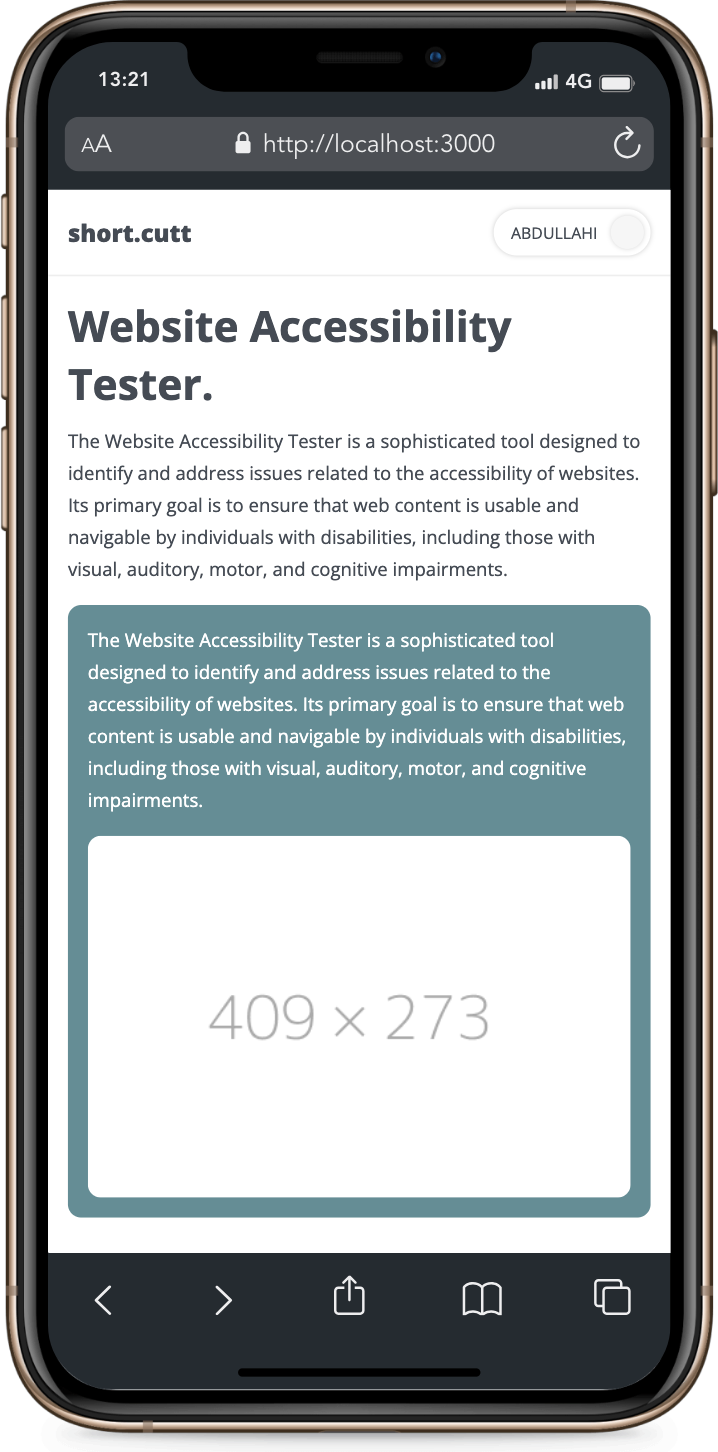 13:21
4G
AA
http://localhost:3000
short.cutt
ABDULLAHI
Website Accessibility
Tester.
The Website Accessibility Tester is a sophisticated tool designed to
identify and address issues related to the accessibility of websites.
Its primary goal is to ensure that web content is usable and
navigable by individuals with disabilities, including those with
visual, auditory, motor, and cognitive impairments.
The Website Accessibility Tester is a sophisticated tool
designed to identify and address issues related to the
accessibility of websites. Its primary goal is to ensure that web
content is usable and navigable by individuals with disabilities,
including those with visual, auditory, motor, and cognitive
impairments.
409 × 273